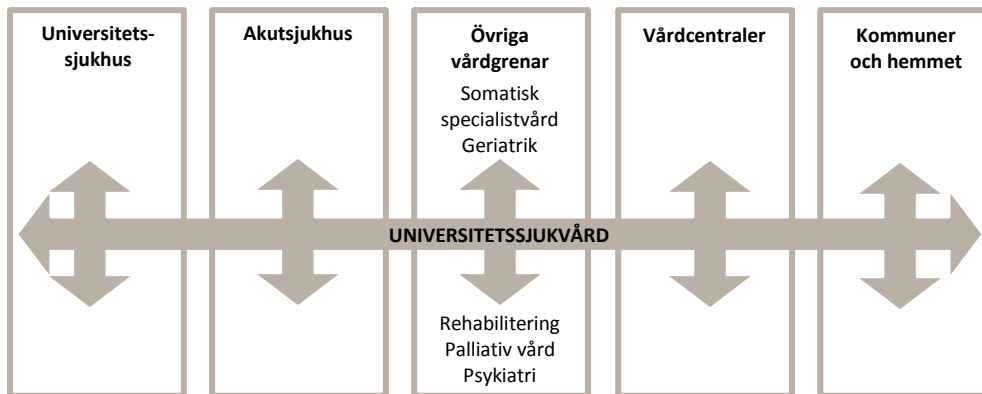 Universitets-
sjukhus
Akutsjukhus
Övriga
vårdgrenar
Somatisk
specialistvård
Geriatrik
Vårdcentraler
Kommuner
och hemmet
UNIVERSITETSSJUKVÅRD
Rehabilitering
Palliativ vård
Psykiatri